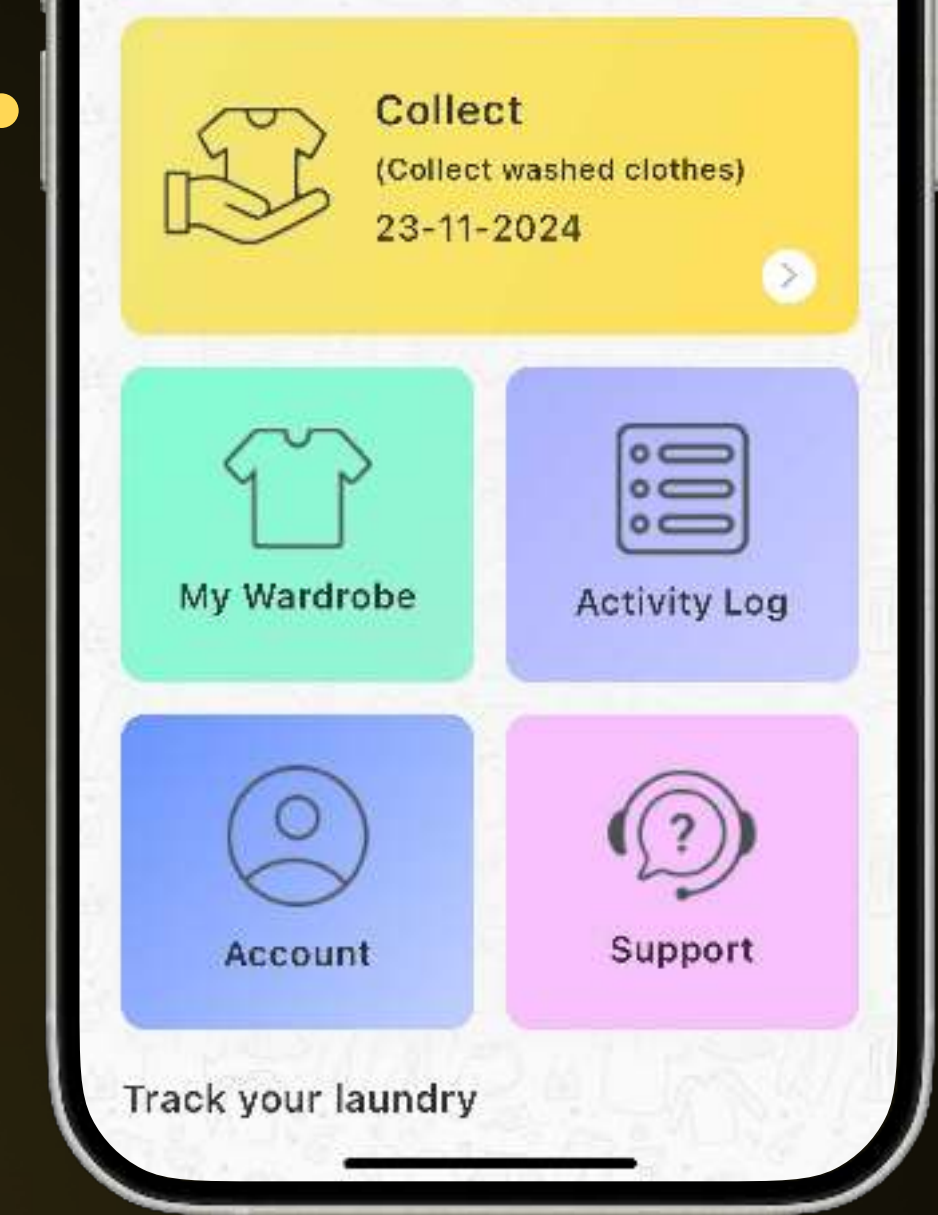 Collect
(Collect washed clothes)
23-11-2024
My Wardrobe
Activity Log
?
Account
Support
Track your laundry